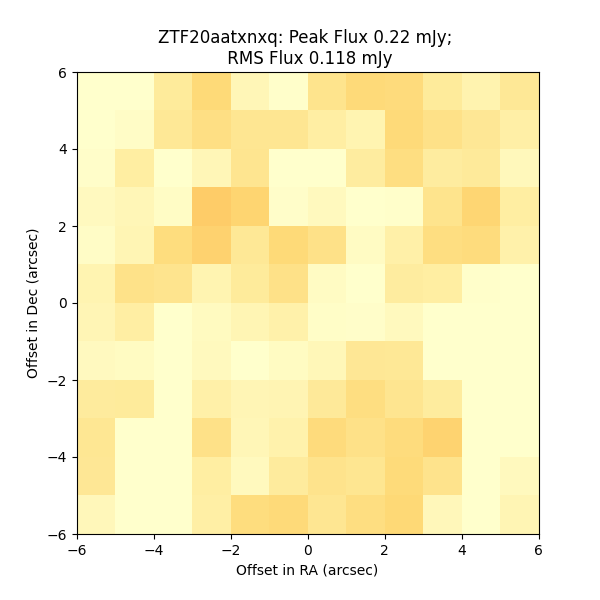 ZTF20aatxnxq: Peak Flux 0.22 mJy;
RMS Flux 0.118 mJy
6
4
2
0
−2
−4
−6
Offset in Dec (arcsec)
−6 −4 −2 0 2 4 6
Offset in RA (arcsec)